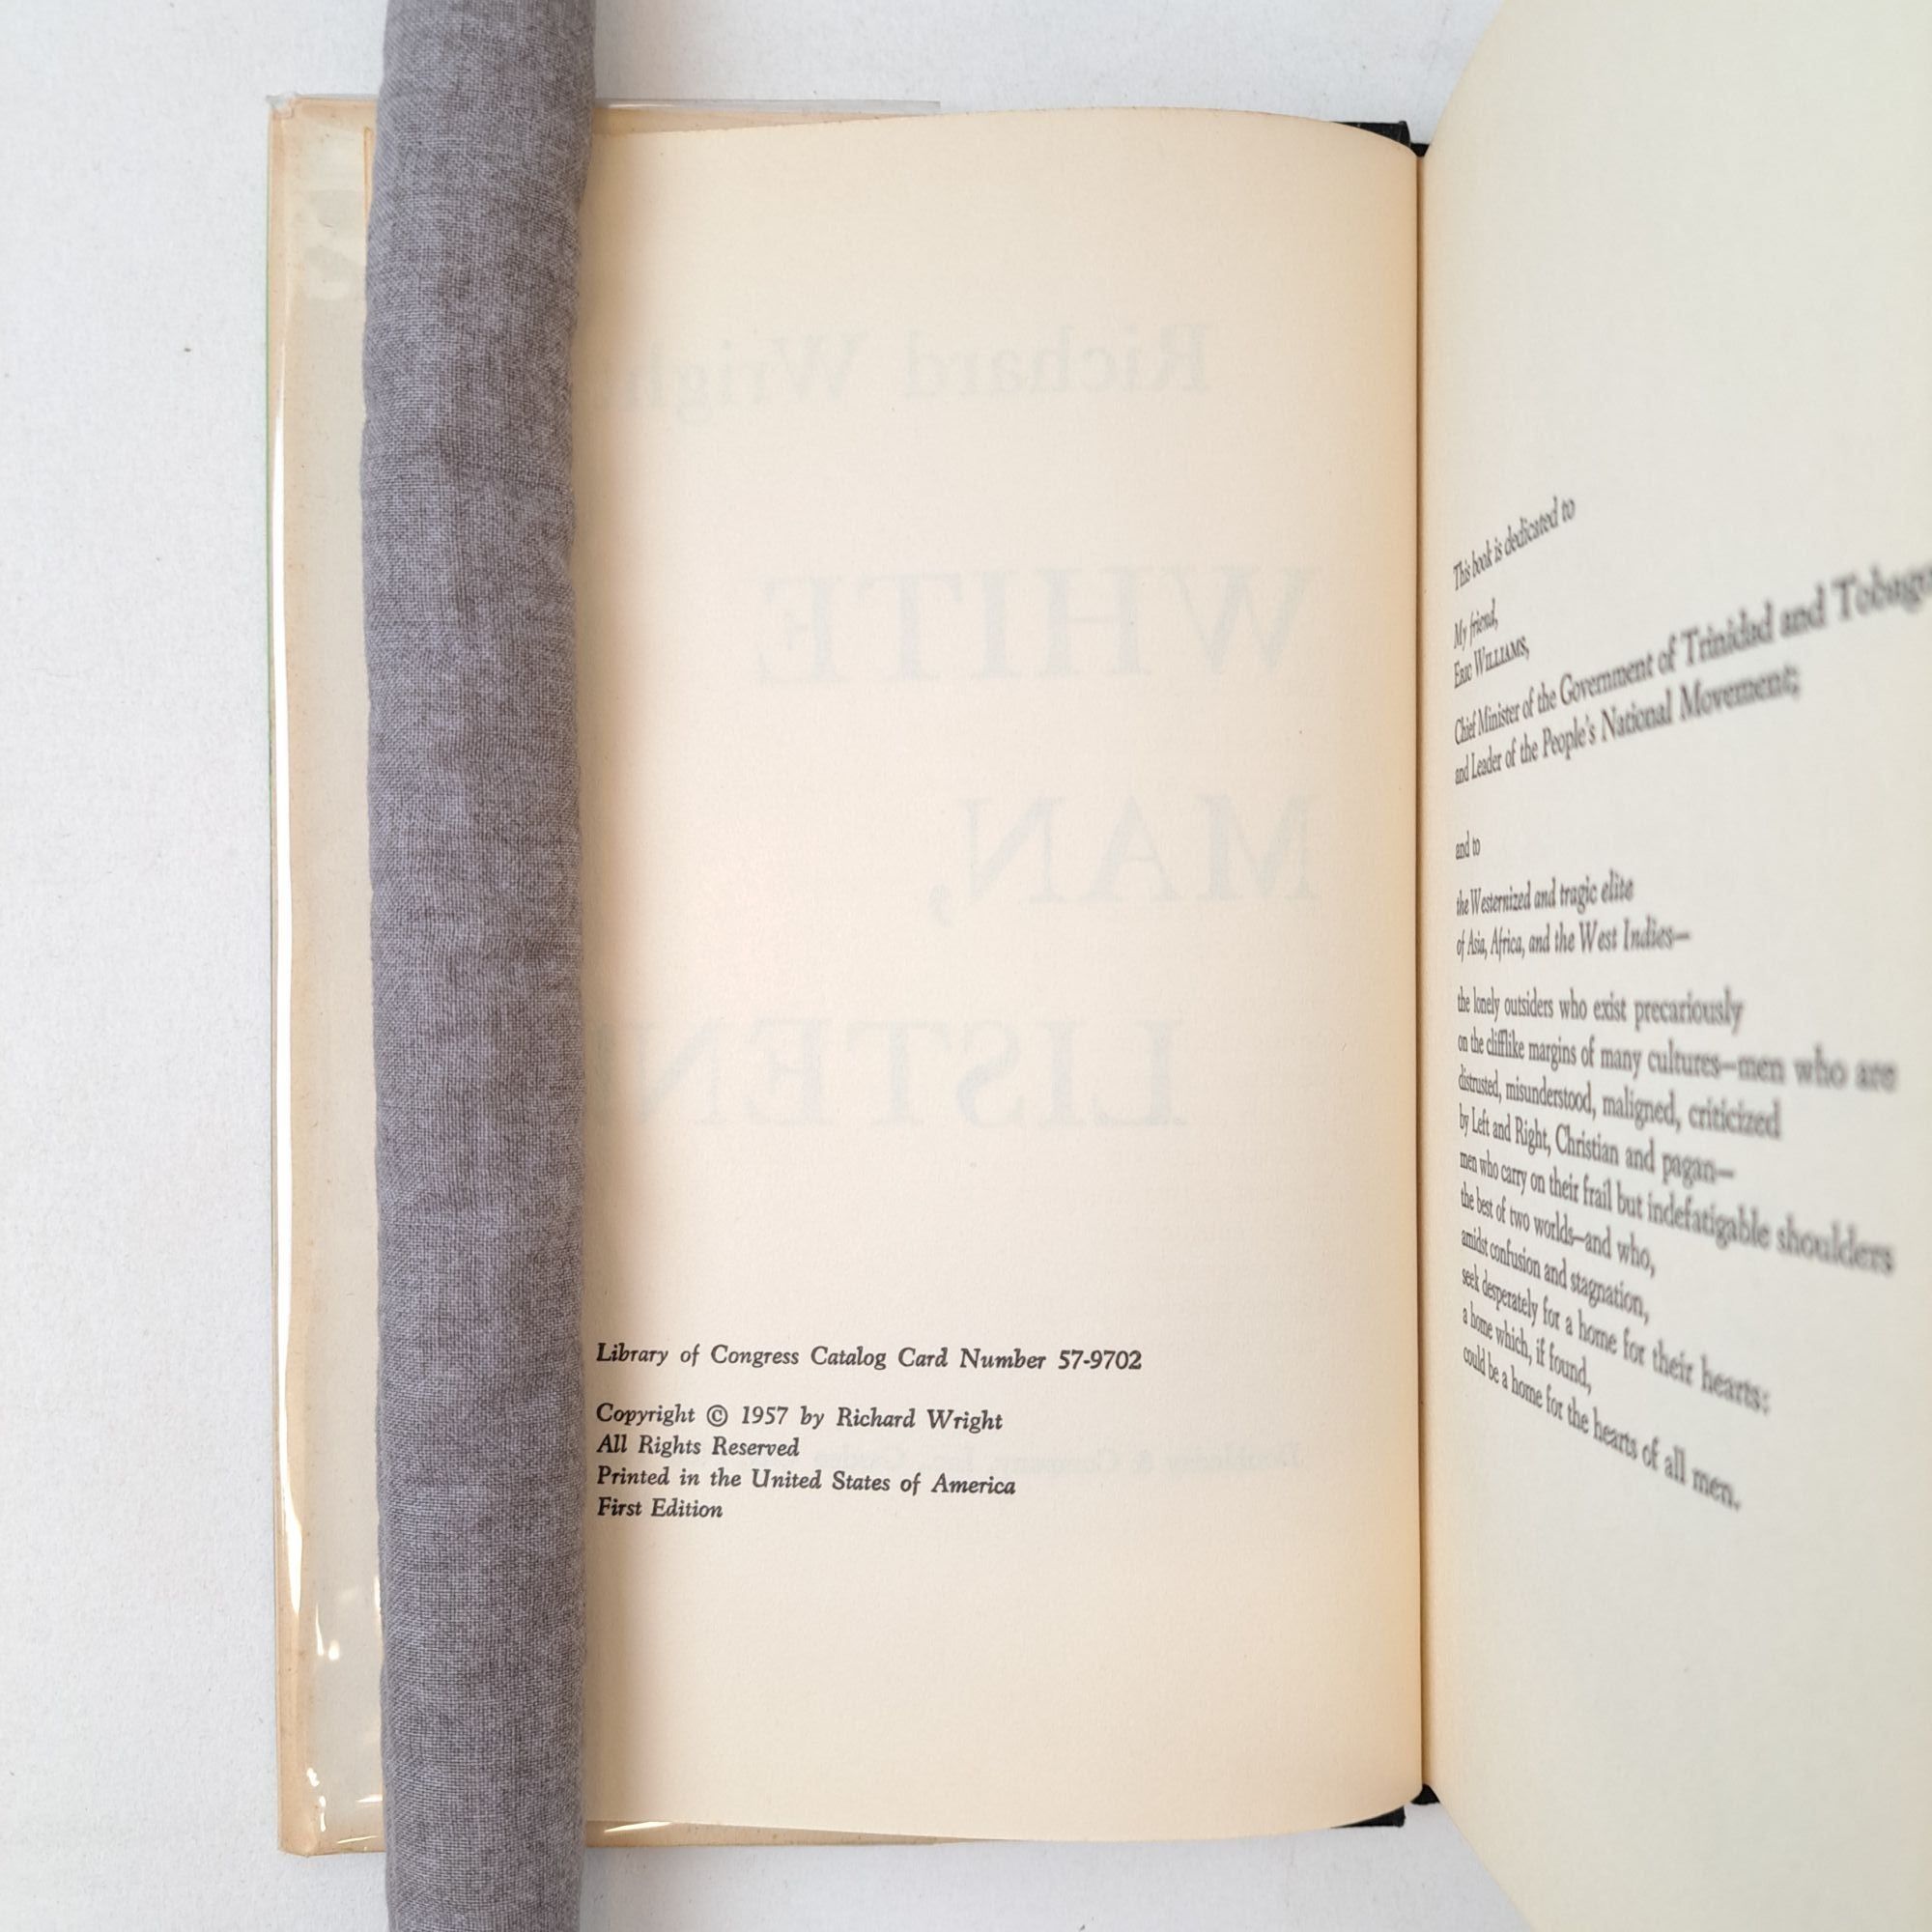 Richard Wrigh
WHITE
MAN,
LISTEN
Library of Congress Catalog Card Number 57-9702
Copyright © 1957 by Richard Wright
All Rights Reserved
Printed in the United States of America
First Edition
This book is dedicated to
My friend,
ERIC WILLIAMS,
Chief Minister of the Government of Trinidad and Tobago
and Leader of the People's National Movement;
and to
the Westernized and tragic elite
of Asia, Africa, and the West Indies—
the lonely outsiders who exist precariously
on the clifflike margins of many cultures—men who are
distrusted, misunderstood, maligned, criticized
by Left and Right, Christian and pagan—
men who carry on their frail but indefatigable shoulders
the best of two worlds—and who,
amidst confusion and stagnation,
seek desperately for a home for their hearts:
a home which, if found,
could be a home for the hearts of all men.